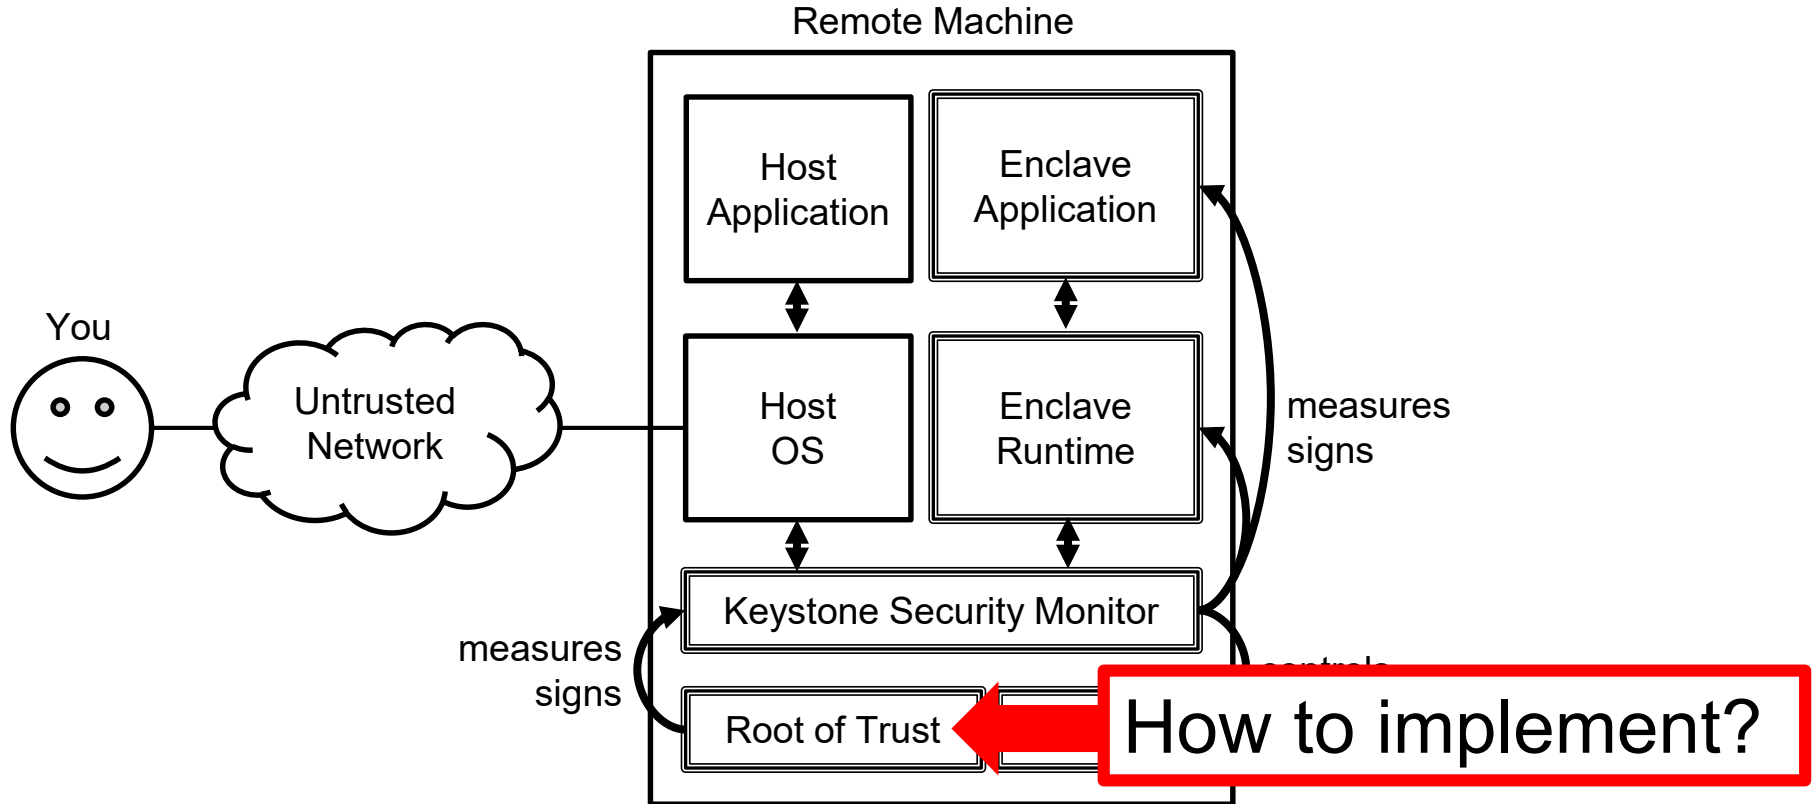 Remote Machine
Host
Application
Enclave
Application
You
Untrusted
Network
Host
OS
Enclave
Runtime
measures
signs
Keystone Security Monitor
measures
signs
Root of Trust
How to implement?